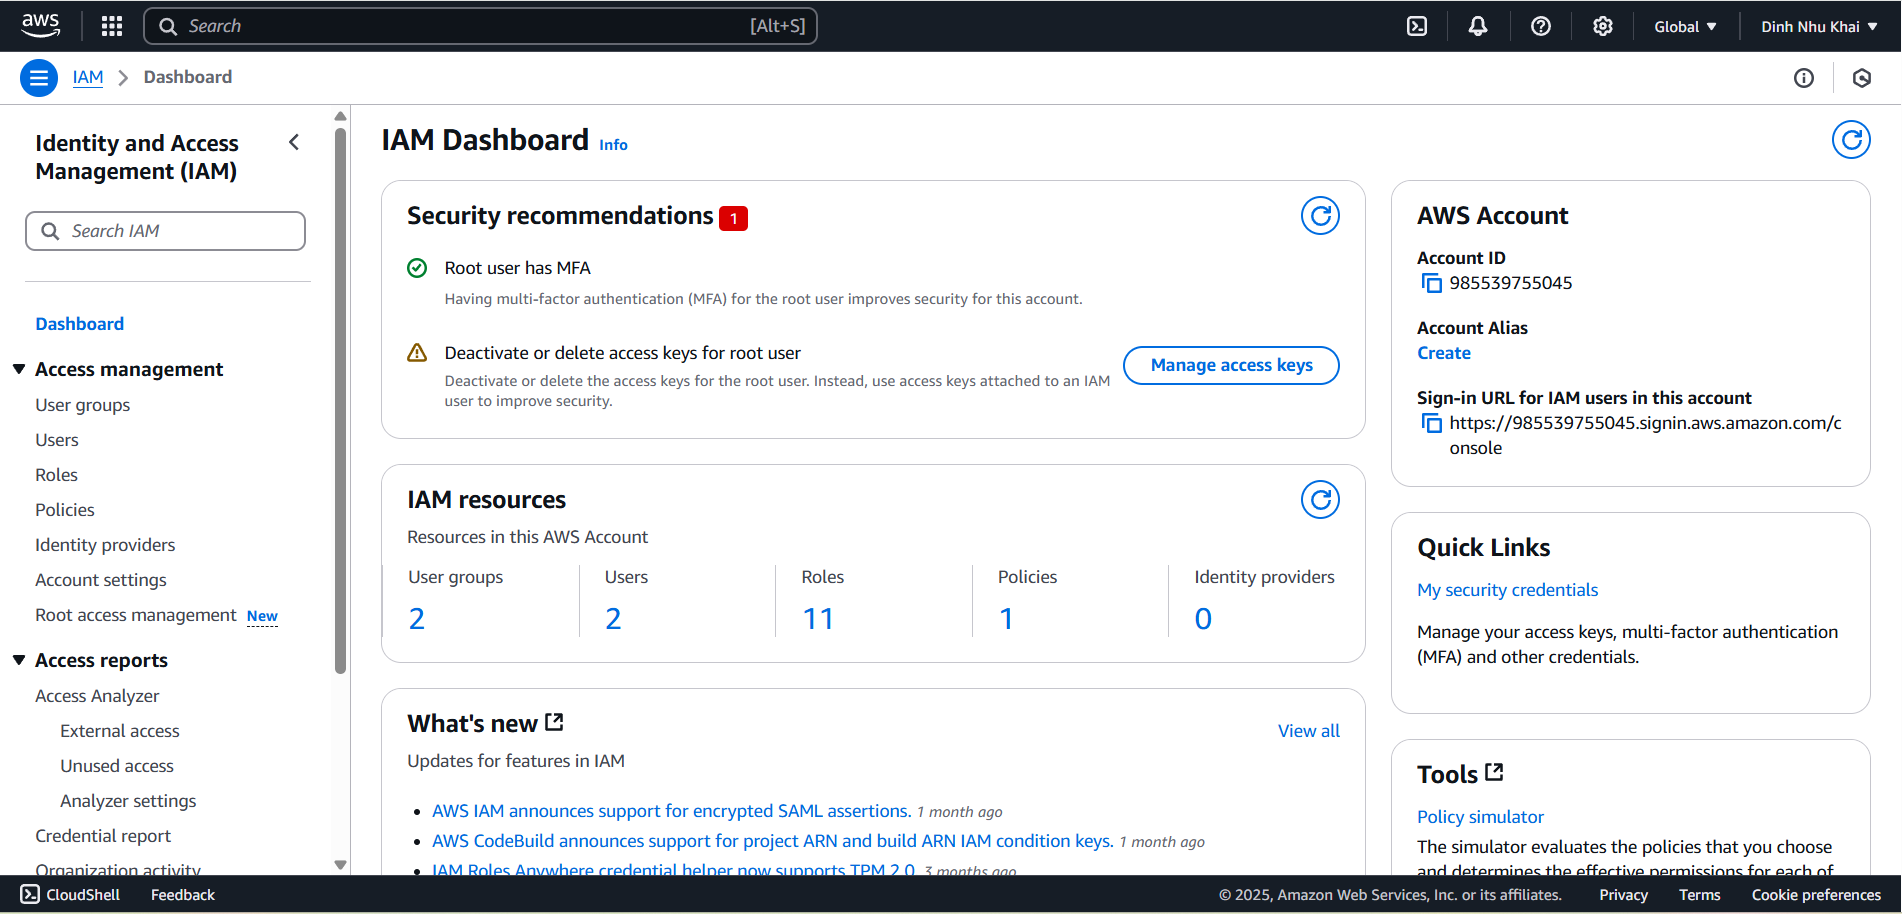 aws
Search
[Alt+S]
Global
Dinh Nhu Khai
IAM
Dashboard
Identity and Access
Management (IAM)
Search IAM
Dashboard
Access management
User groups
Users
Roles
Policies
Identity providers
Account settings
Root access management New
Access reports
Access Analyzer
External access
Unused access
Analyzer settings
Credential report
Organization activity
IAM Dashboard Info
Security recommendations 1
Root user has MFA
Having multi-factor authentication (MFA) for the root user improves security for this account.
Deactivate or delete access keys for root user
Deactivate or delete the access keys for the root user. Instead, use access keys attached to an IAM
user to improve security.
Manage access keys
IAM resources
Resources in this AWS Account
User groups
2
Users
2
Roles
11
Policies
1
Identity providers
0
What's new
View all
Updates for features in IAM
AWS IAM announces support for encrypted SAML assertions. 1 month ago
AWS CodeBuild announces support for project ARN and build ARN IAM condition keys. 1 month ago
IAM Roles Anywhere credential helper now supports TPM 2.0. 3 months ago
AWS Account
Account ID
985539755045
Account Alias
Create
Sign-in URL for IAM users in this account
https://985539755045.signin.aws.amazon.com/c
onsole
Quick Links
My security credentials
Manage your access keys, multi-factor authentication
(MFA) and other credentials.
Tools
Policy simulator
The simulator evaluates the policies that you choose
and determines the effective permissions for each of
CloudShell
Feedback
© 2025, Amazon Web Services, Inc. or its affiliates.
Privacy
Terms
Cookie preferences